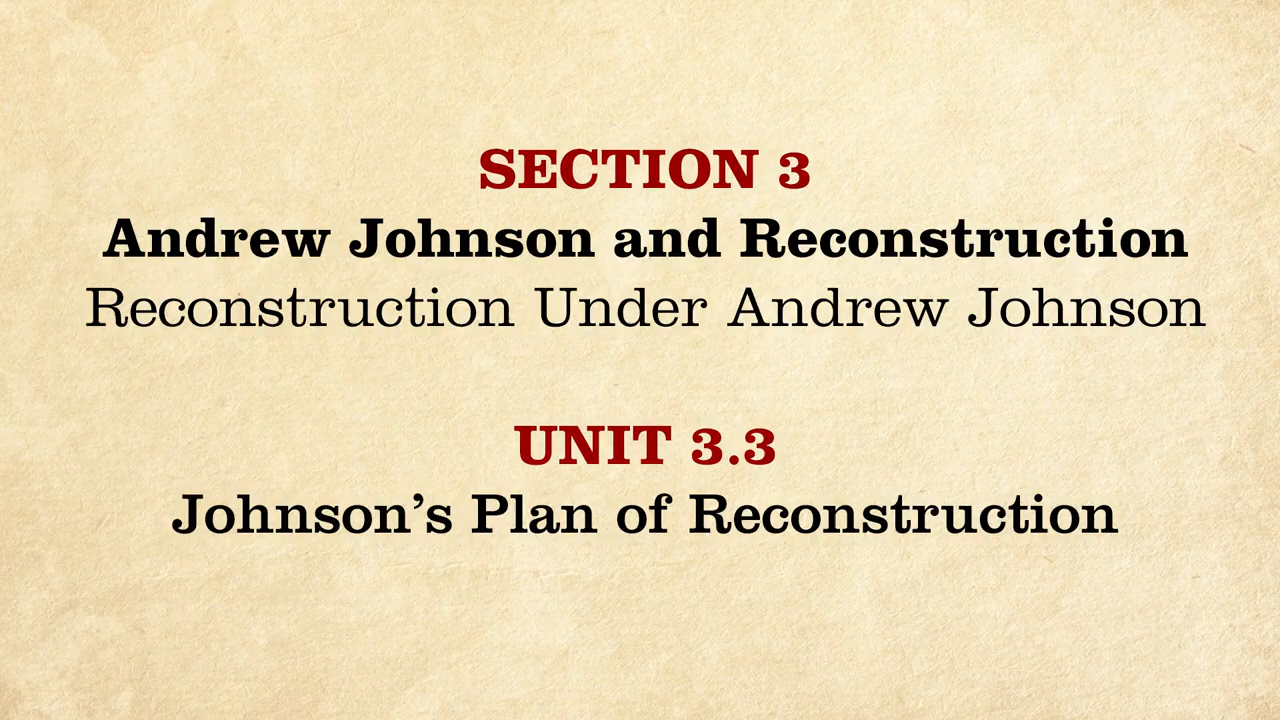 SECTION 3
Andrew Johnson and Reconstruction
Reconstruction Under Andrew Johnson
UNIT 3.3
Johnson’s Plan of Reconstruction